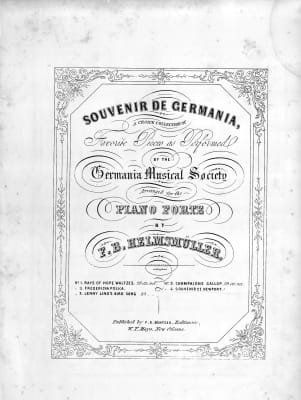 SOUVENIR DE GERMANIA,
A CHOICE COLLECTION OF
Favorite Pieces as Performed
BY THE
Germania Musical Society
Arranged for the
PIANO FORTE
BY
F. B. HELMSMULLER.
No. 1. RAYS OF HOPE WALTZES. No. 2. CHAMPAGNE GALLOP.
3. FREDERICKA POLKA. 4. SOUVENIR DE NEWPORT.
5. JENNY LIND'S BIRD SONG
Published by F. D. BENTEEN, Baltimore,
W. T. Mayo, New Orleans.